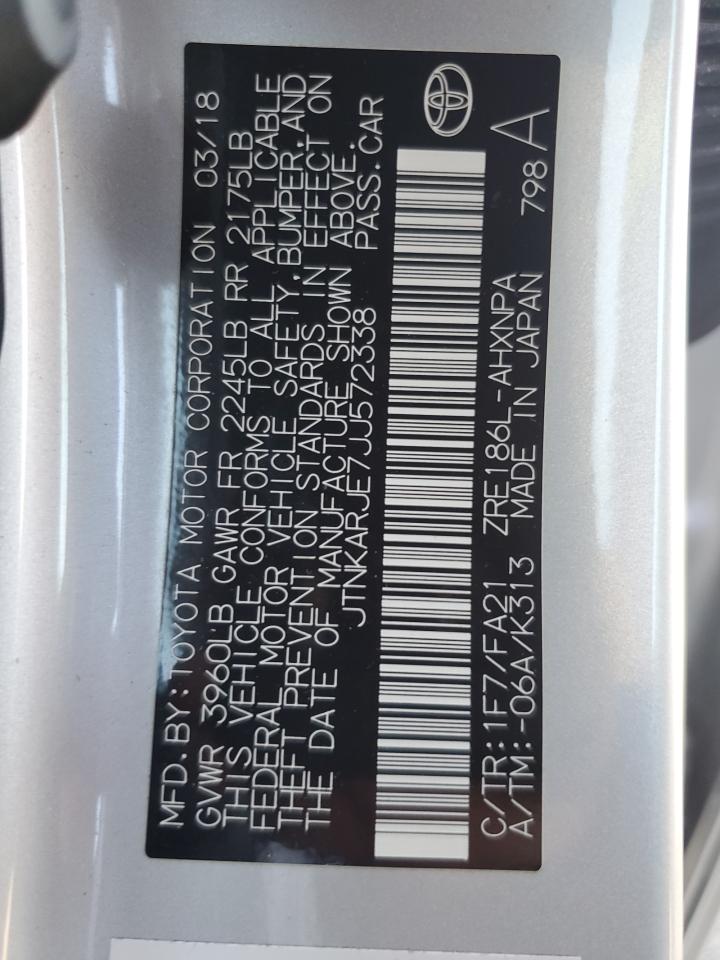 MFD.BY:TOYOTA MOTOR CORPORATION 03/18
GVWR 3960LB GAWR FR 2245LB RR 2175LB
THIS VEHICLE CONFORMS TO ALL APPLICABLE
FEDERAL MOTOR VEHICLE SAFETY,BUMPER,AND
THEFT PREVENTION STANDARDS IN EFFECT ON
THE DATE OF MANUFACTURE SHOWN ABOVE.
JTNKARJE7JJ572338 PASS.CAR
C/TR:1F7/FA21 ZRE186L-AHXNPA 798 A
A/TM:-06A/K313 MADE IN JAPAN